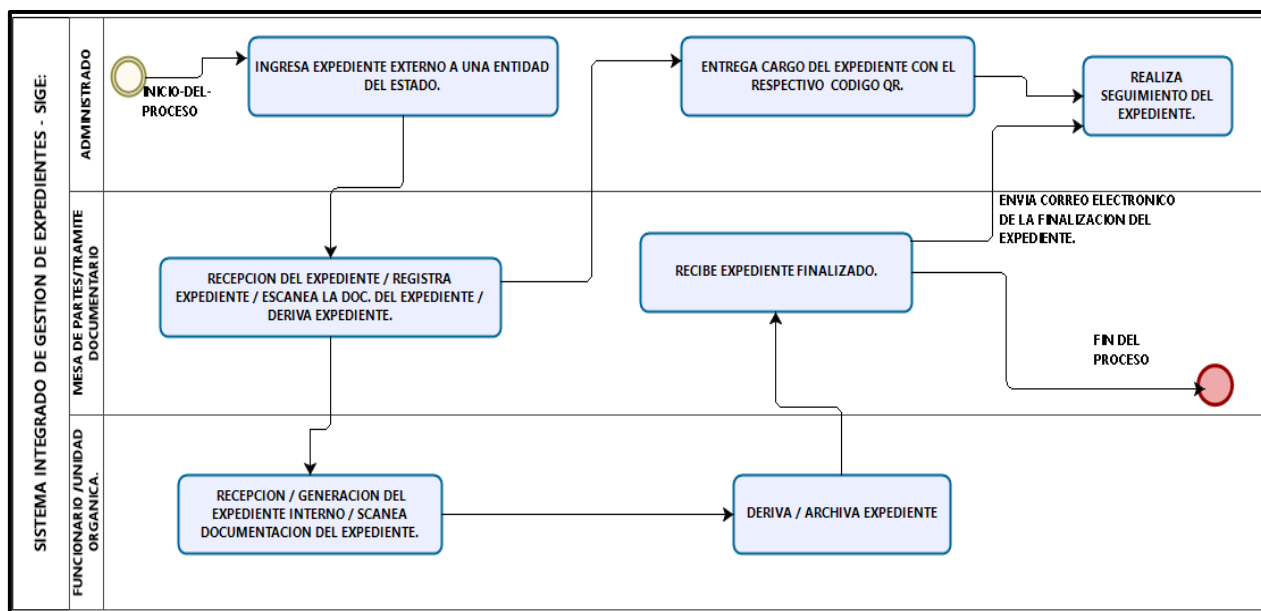 SISTEMA INTEGRADO DE GESTION DE EXPEDIENTES - SIGE:
ADMINISTRADO
INICIO-DEL-
PROCESO
INGRESA EXPEDIENTE EXTERNO A UNA ENTIDAD
DEL ESTADO.
ENTREGA CARGO DEL EXPEDIENTE CON EL
RESPECTIVO CODIGO QR.
REALIZA
SEGUIMIENTO DEL
EXPEDIENTE.
MESA DE PARTES/TRAMITE
DOCUMENTARIO
RECEPCION DEL EXPEDIENTE / REGISTRA
EXPEDIENTE / ESCANEA LA DOC. DEL EXPEDIENTE /
DERIVA EXPEDIENTE.
RECIBE EXPEDIENTE FINALIZADO.
ENVIA CORREO ELECTRONICO
DE LA FINALIZACION DEL
EXPEDIENTE.
FIN DEL
PROCESO
FUNCIONARIO /UNIDAD
ORGANICA.
RECEPCION / GENERACION DEL
EXPEDIENTE INTERNO / SCANEA
DOCUMENTACION DEL EXPEDIENTE.
DERIVA / ARCHIVA EXPEDIENTE